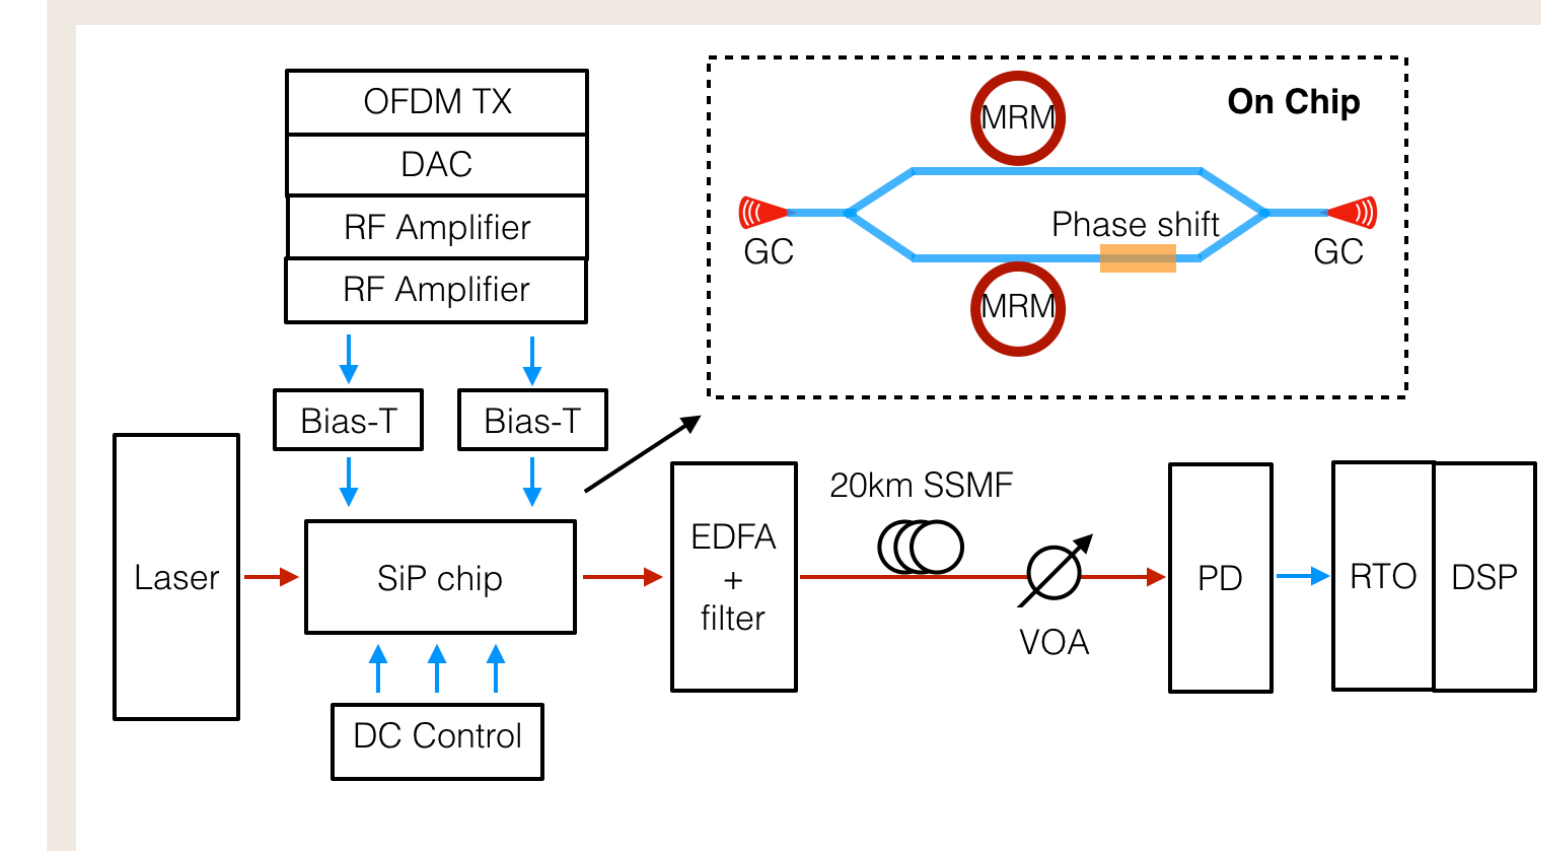 OFDM TX
DAC
RF Amplifier
RF Amplifier
Bias-T
Bias-T
On Chip
MRM
Phase shift
GC
GC
MRM
Laser
SiP chip
DC Control
EDFA
+
filter
20km SSMF
VOA
PD
RTO
DSP